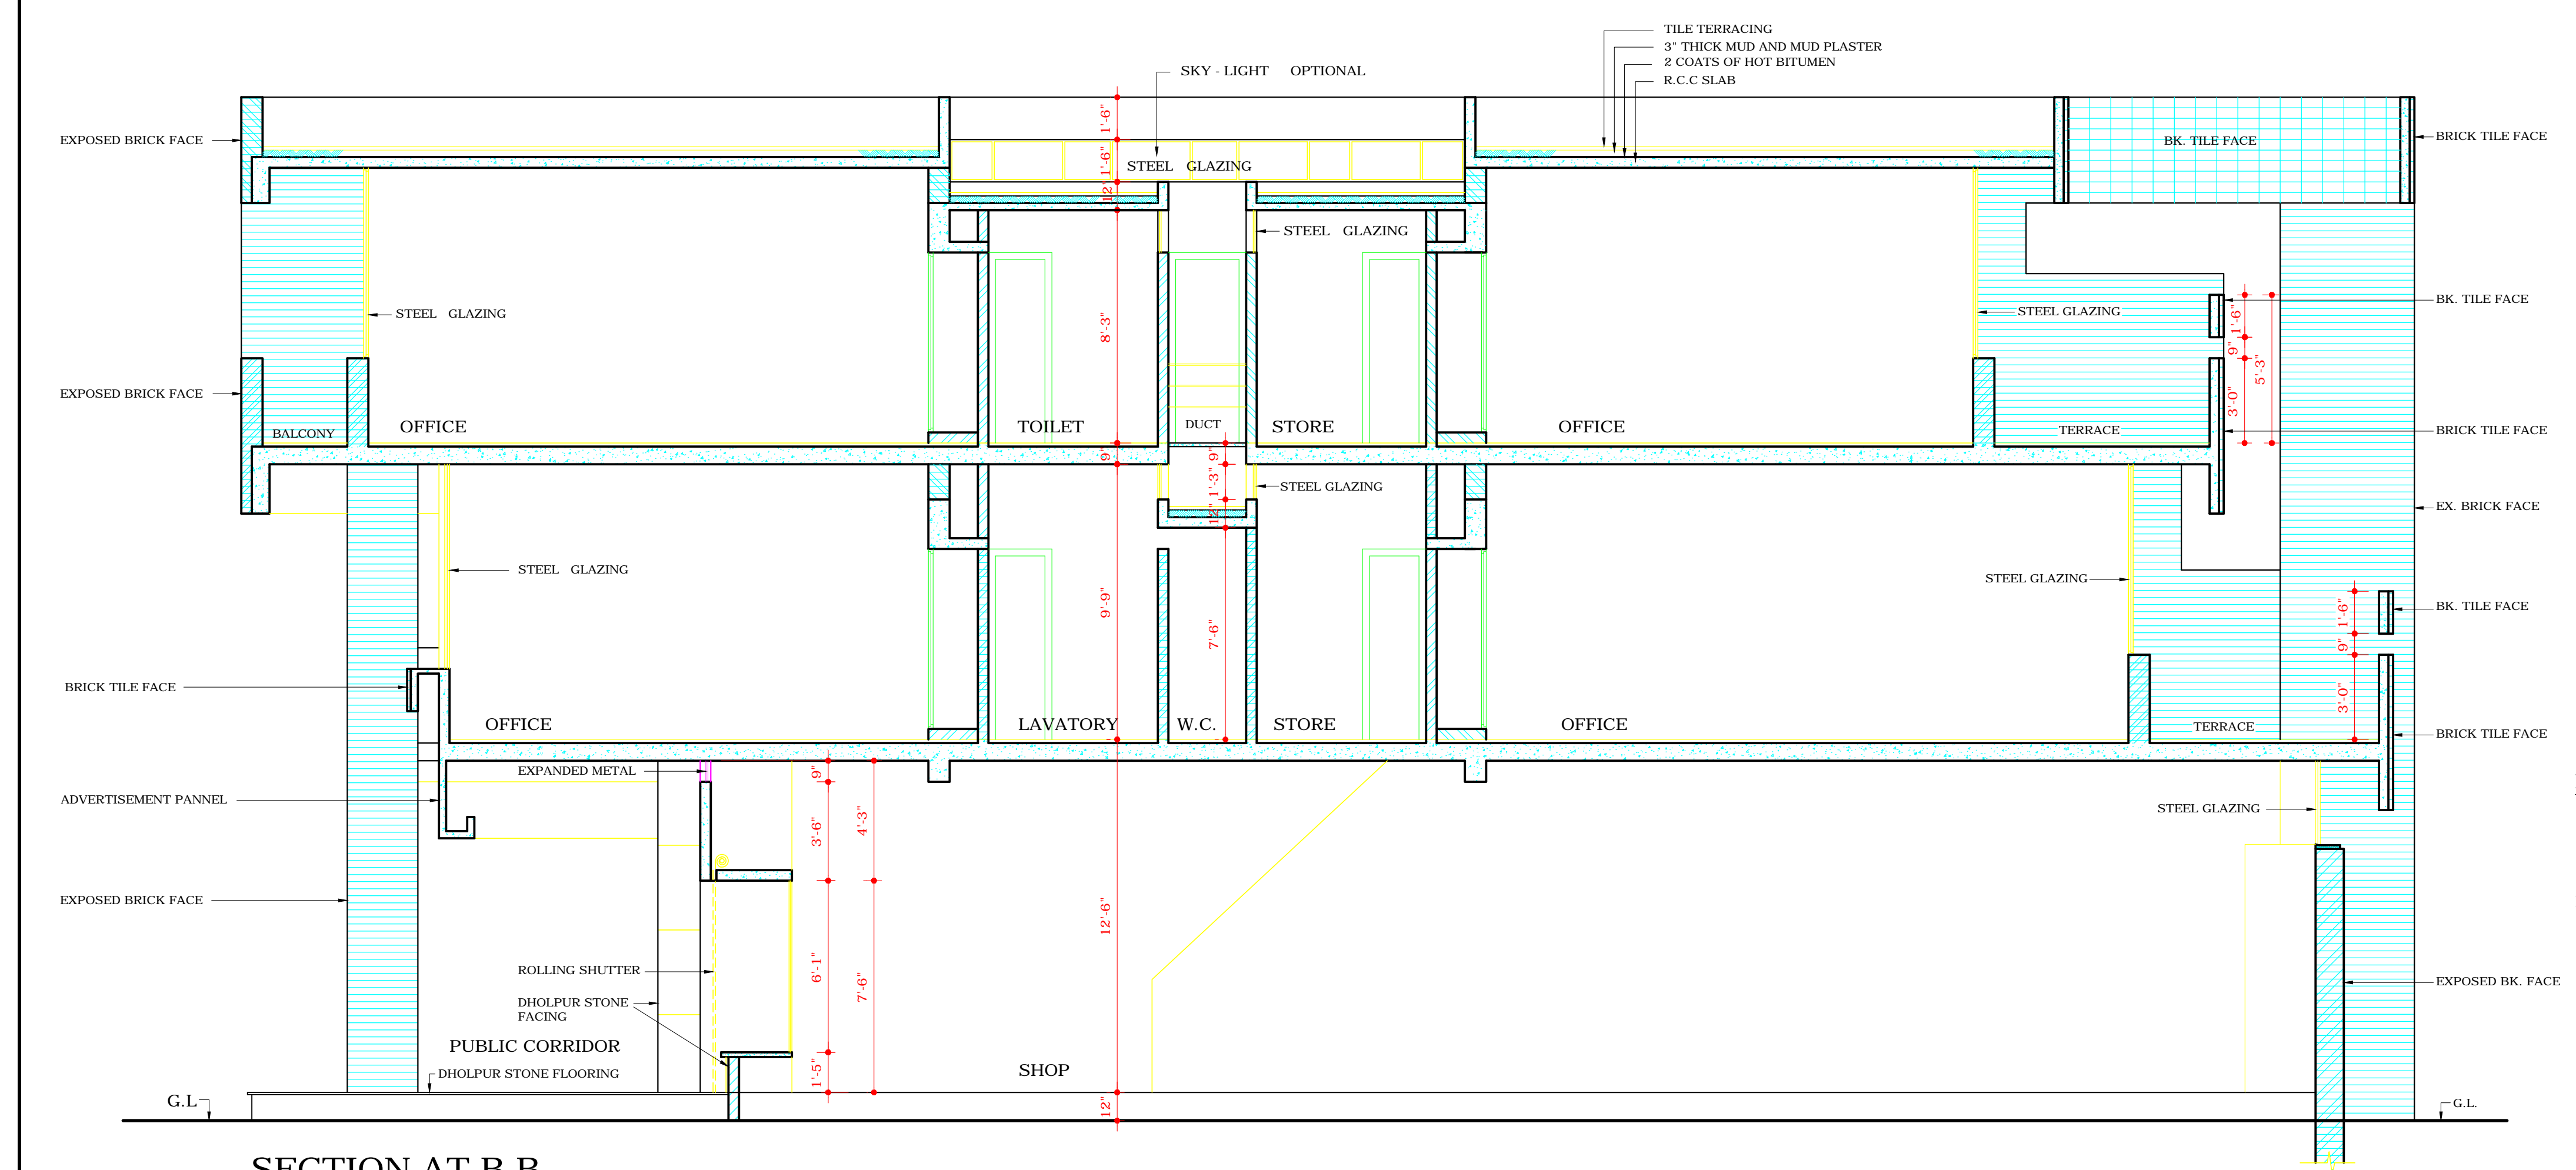 TILE TERRACING
3" THICK MUD AND MUD PLASTER
2 COATS OF HOT BITUMEN
R.C.C SLAB
SKY - LIGHT OPTIONAL
1'-6"
EXPOSED BRICK FACE
BK. TILE FACE
BRICK TILE FACE
1'-6"
STEEL GLAZING
12"
STEEL GLAZING
BK. TILE FACE
STEEL GLAZING
STEEL GLAZING
8'-3"
1'-6"
9"
5'-3"
3'-0"
EXPOSED BRICK FACE
BALCONY
OFFICE
TOILET
DUCT
STORE
OFFICE
TERRACE
BRICK TILE FACE
9"
9"
1'-3"
12"
STEEL GLAZING
EX. BRICK FACE
STEEL GLAZING
STEEL GLAZING
9'-9"
7'-6"
BK. TILE FACE
1'-6"
9"
3'-0"
BRICK TILE FACE
OFFICE
LAVATORY
W.C.
STORE
OFFICE
TERRACE
BRICK TILE FACE
EXPANDED METAL
9"
ADVERTISEMENT PANNEL
3'-6"
4'-3"
STEEL GLAZING
EXPOSED BRICK FACE
12'-6"
ROLLING SHUTTER
6'-1"
7'-6"
EXPOSED BK. FACE
DHOLPUR STONE
FACING
PUBLIC CORRIDOR
DHOLPUR STONE FLOORING
1'-5"
SHOP
G.L
12"
G.L.
SECTION AT B B